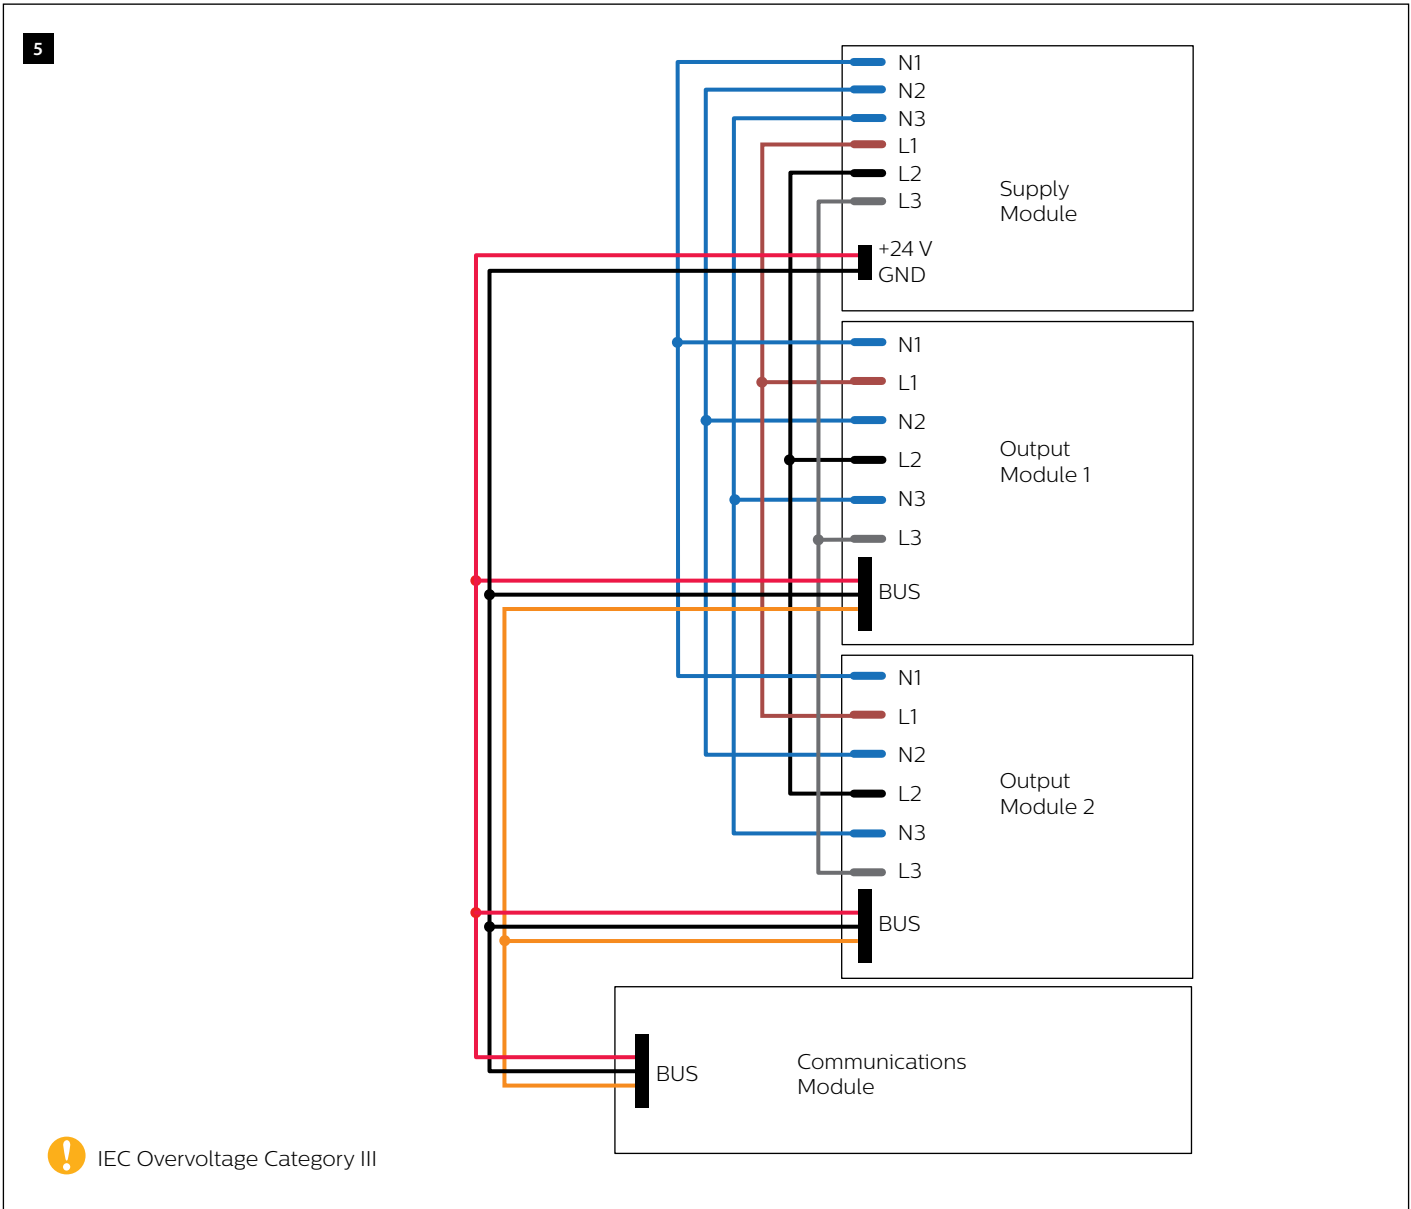 5
N1
N2
N3
L1
L2
L3
Supply
Module
+24 V
GND
N1
L1
N2
L2
N3
L3
Output
Module 1
BUS
N1
L1
N2
L2
N3
L3
Output
Module 2
BUS
BUS
Communications
Module
! IEC Overvoltage Category III